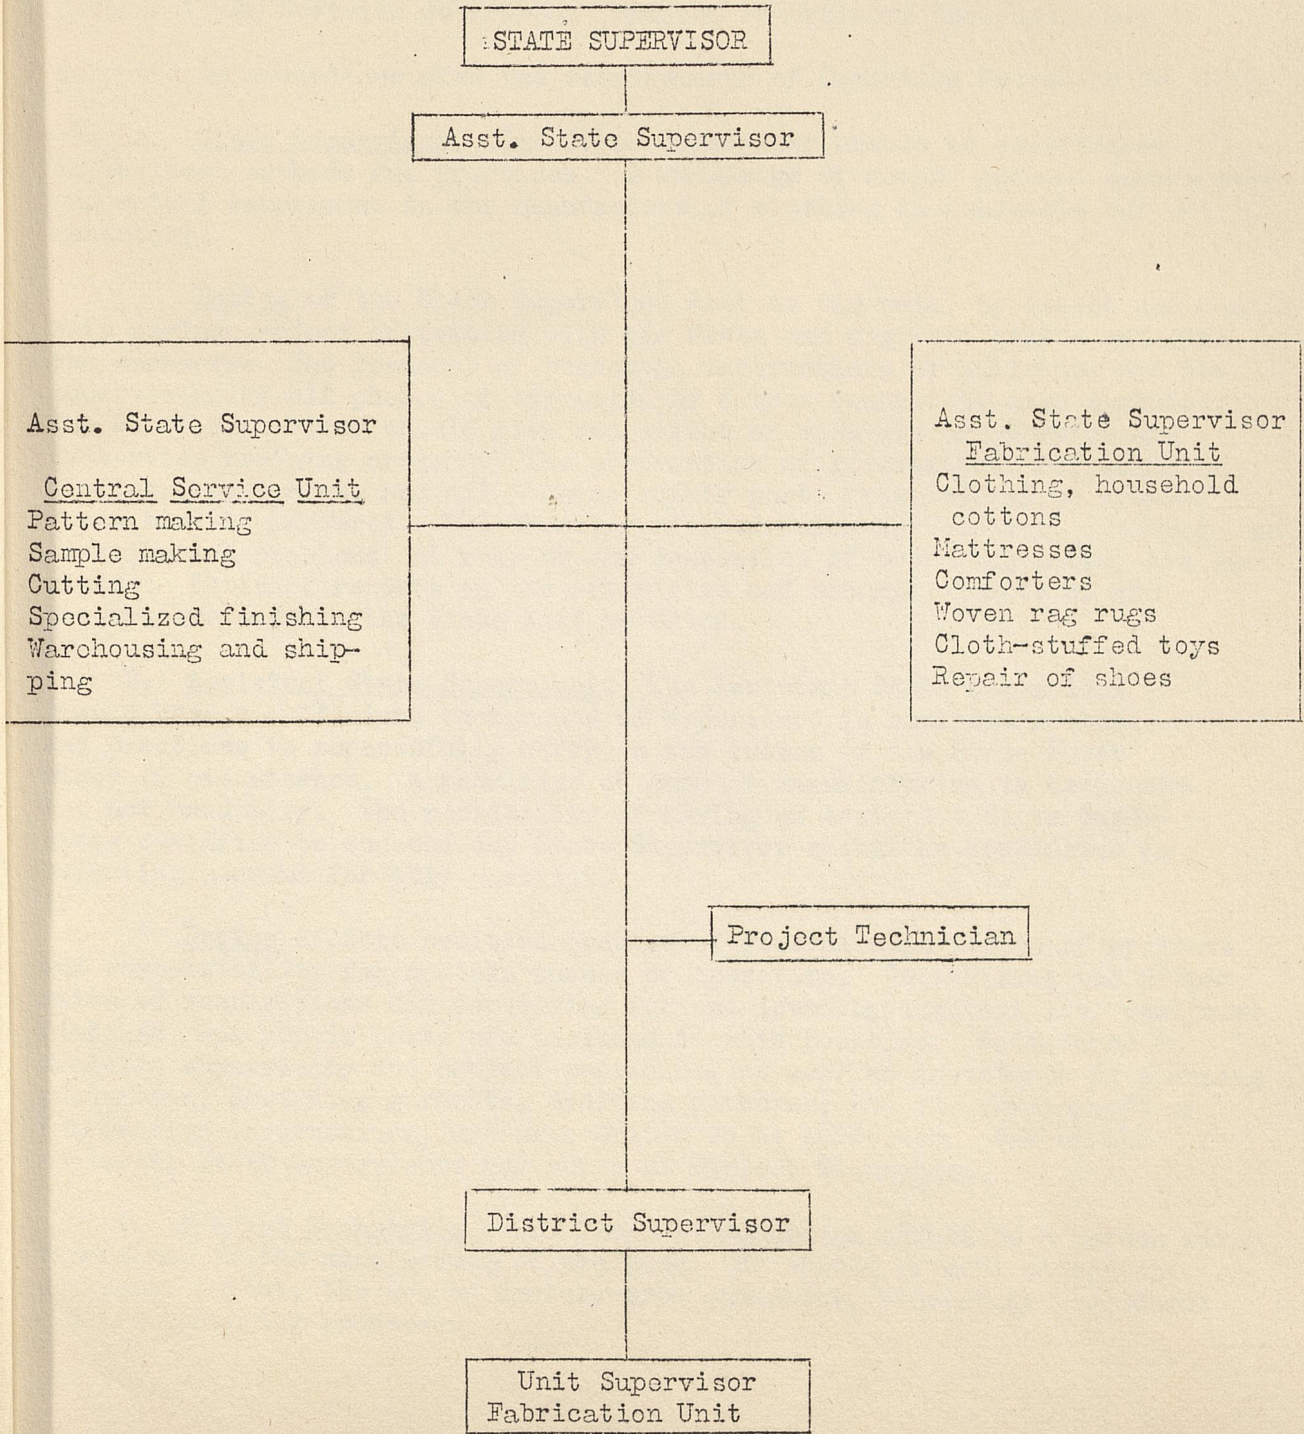 STATE SUPERVISOR
Asst. State Supervisor
Asst. State Supervisor
Central Service Unit
Pattern making
Sample making
Cutting
Specialized finishing
Warehousing and ship-
ping
Asst. State Supervisor
Fabrication Unit
Clothing, household
cottons
Mattresses
Comforters
Woven rag rugs
Cloth-stuffed toys
Repair of shoes
Project Technician
District Supervisor
Unit Supervisor
Fabrication Unit